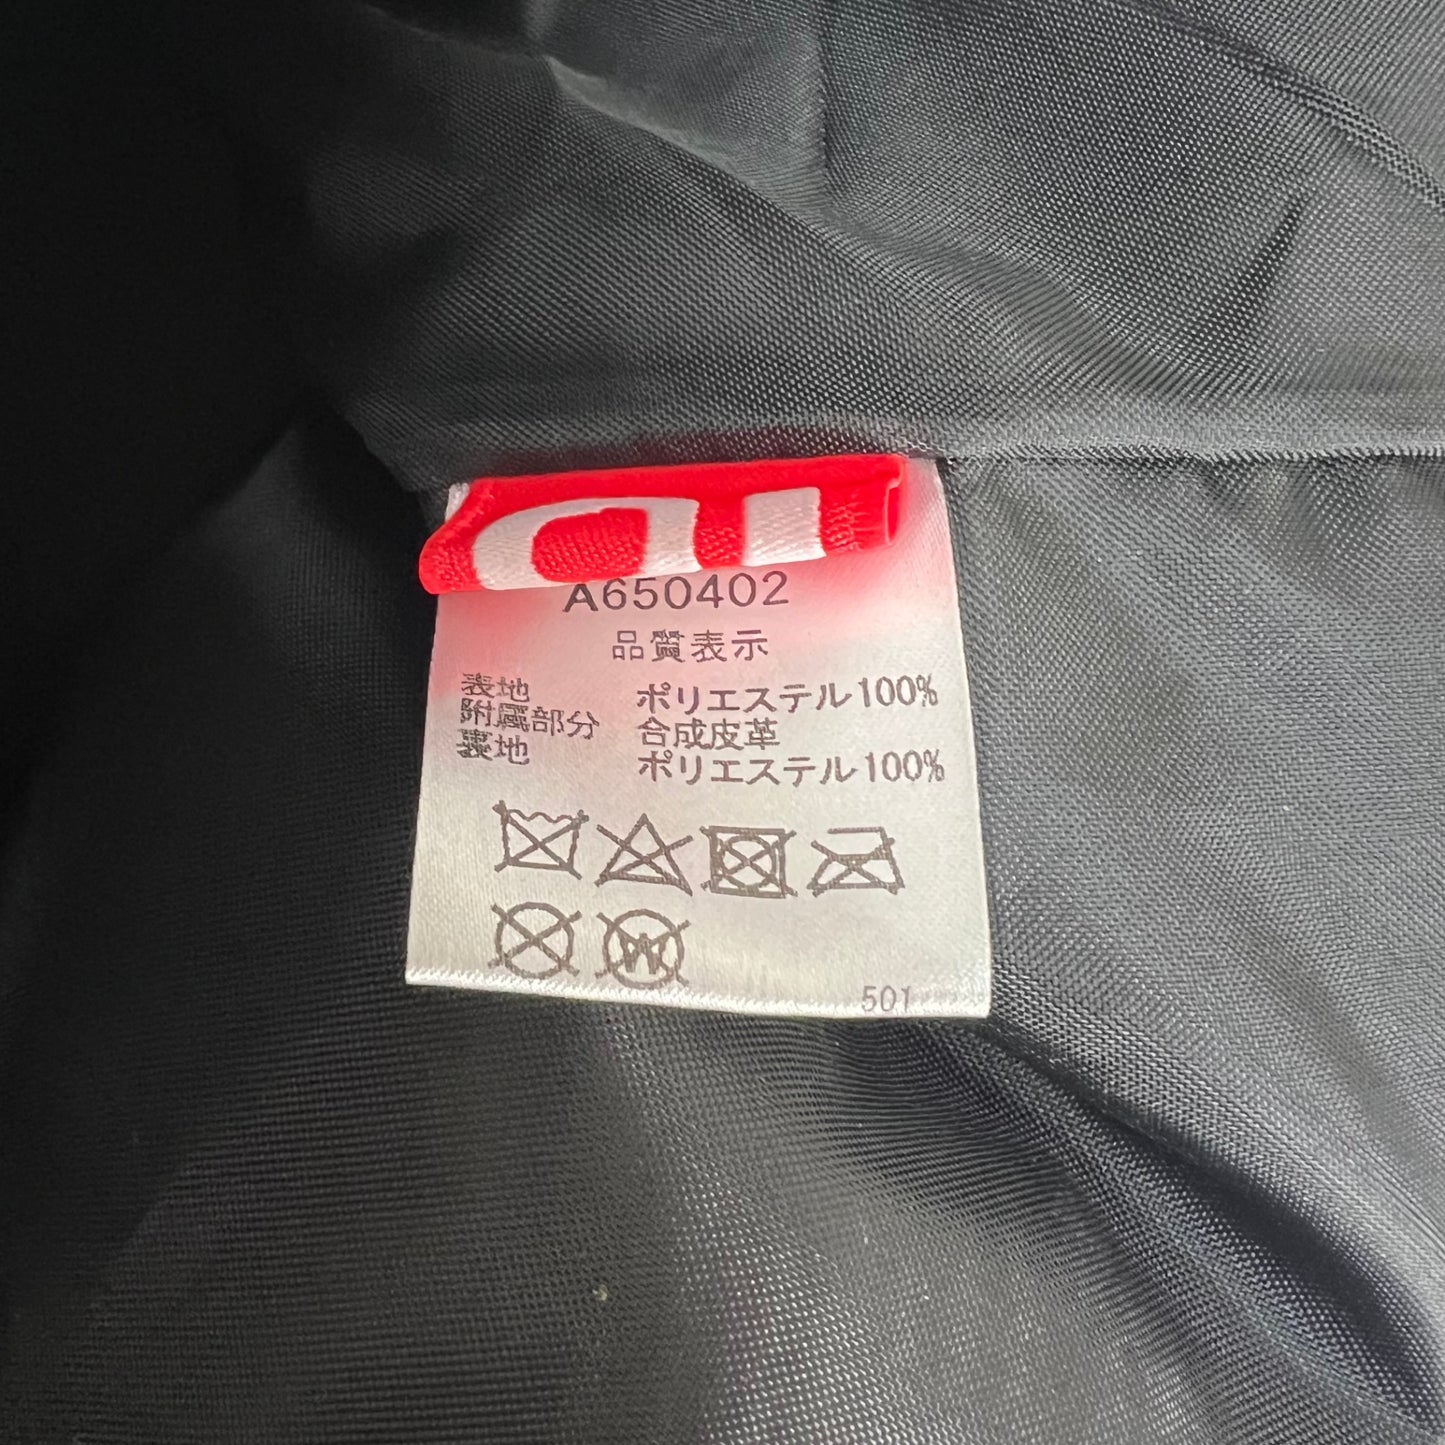 A650402
品質表示
表地 ポリエステル100%
附属部分 合成皮革
裏地 ポリエステル100%
W
501